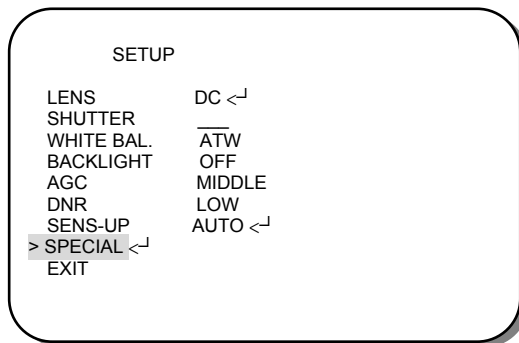 SETUP
LENS DC ↵
SHUTTER ___
WHITE BAL. ATW
BACKLIGHT OFF
AGC MIDDLE
DNR LOW
SENS-UP AUTO ↵
> SPECIAL ↵
EXIT